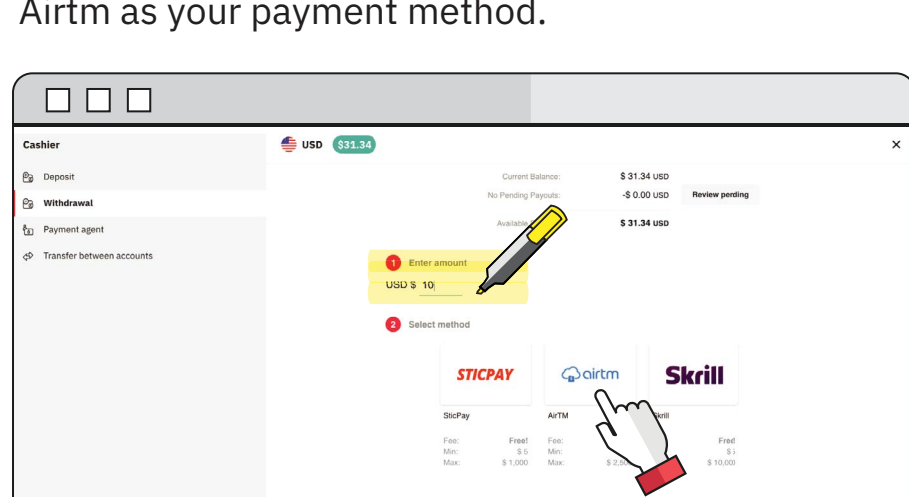 Airtm as your payment method.
Cashier
USD $31.34
Deposit
Withdrawal
Payment agent
Transfer between accounts
Current Balance: $ 31.34 USD
No Pending Payouts: -$ 0.00 USD Review perding
Available $ 31.34 USD
1 Enter amount
USD $ 10
2 Select method
STICPAY airtm Skrill
SticPay AirTM Skrill
Fee: Free! Fee: Free!
Min: $ 5 Min: $
Max: $ 1,000 Max: $ 10,000